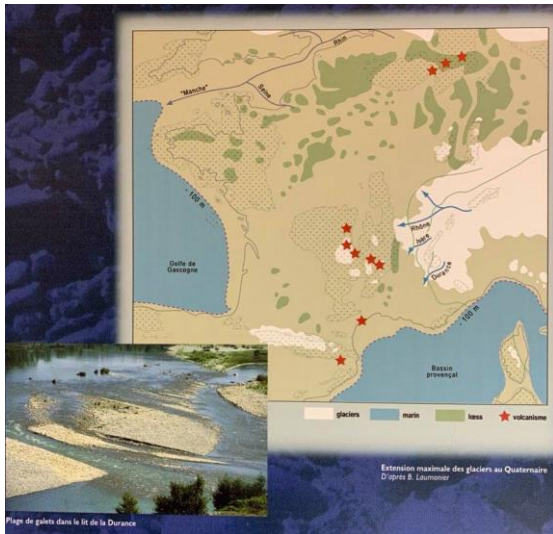 Rhin
"Manche"
Seine
- 100 m
Rhône
Isère
Durance
Golfe de
Gascogne
- 100 m
Bassin
provençal
glaciers
marin
lœss
volcanisme
Extension maximale des glaciers au Quaternaire
D'après B. Laumonier
Plage de galets dans le lit de la Durance